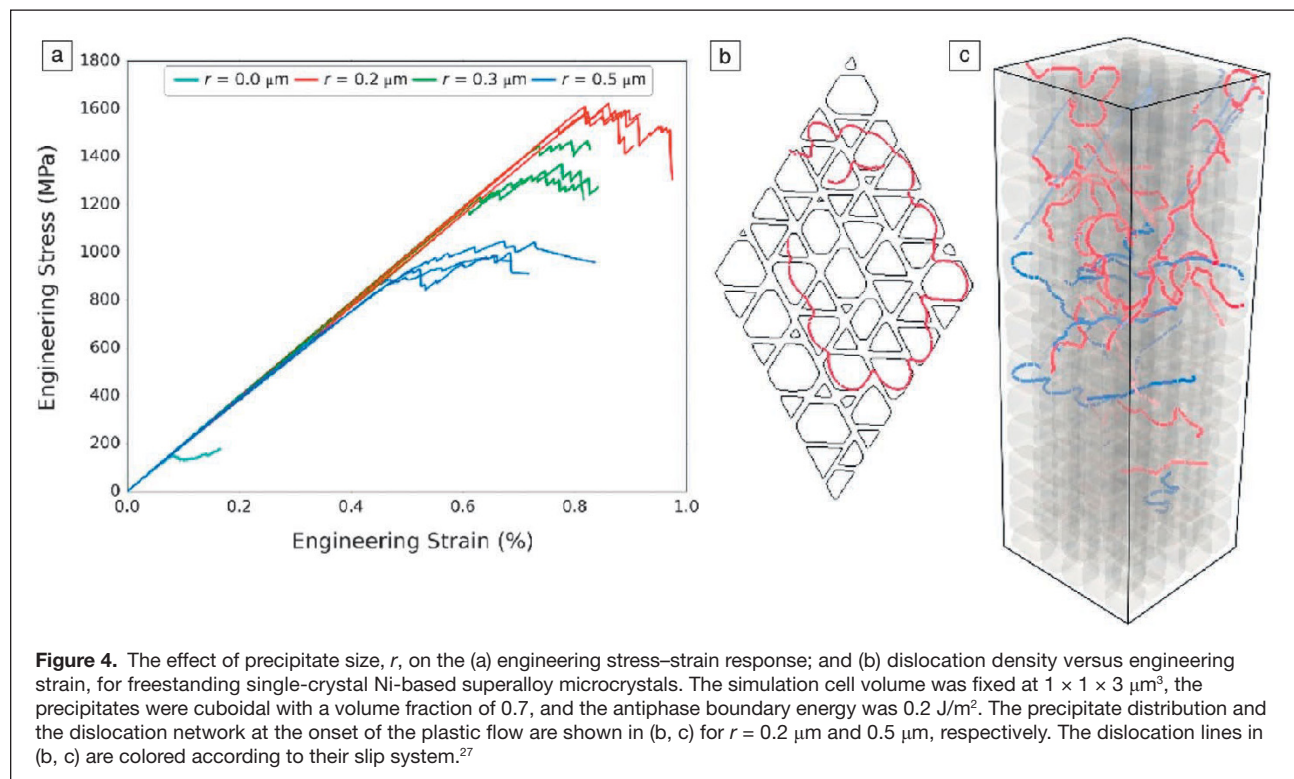 a
1800
1600
1400
1200
1000
800
600
400
200
0
Engineering Stress (MPa)
r = 0.0 μm r = 0.2 μm r = 0.3 μm r = 0.5 μm
0.0 0.2 0.4 0.6 0.8 1.0
Engineering Strain (%)
b
c
Figure 4. The effect of precipitate size, r, on the (a) engineering stress–strain response; and (b) dislocation density versus engineering
strain, for freestanding single-crystal Ni-based superalloy microcrystals. The simulation cell volume was fixed at 1 × 1 × 3 μm³, the
precipitates were cuboidal with a volume fraction of 0.7, and the antiphase boundary energy was 0.2 J/m². The precipitate distribution and
the dislocation network at the onset of the plastic flow are shown in (b, c) for r = 0.2 μm and 0.5 μm, respectively. The dislocation lines in
(b, c) are colored according to their slip system.²⁷